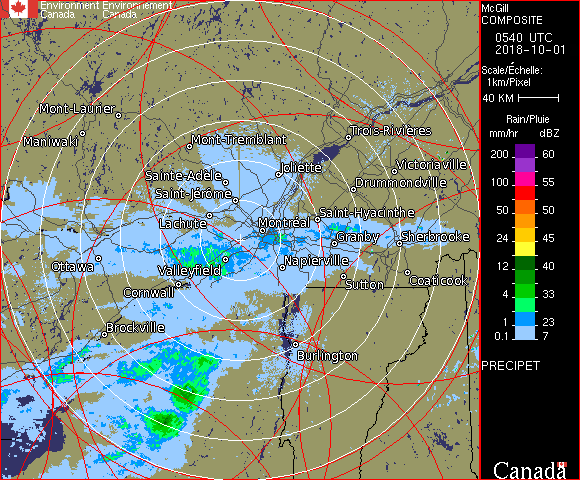 Environment Environnement
Canada Canada
McGill
COMPOSITE
0540 UTC
2018-10-01
Scale/Échelle:
1km/Pixel
40 KM
Rain/Pluie
mm/hr dBZ
200 60
100 55
50 50
24 45
12 40
4 33
1 23
0.1 7
PRECIPET
Canada
Mont-Laurier
Maniwaki
Mont-Tremblant
Trois-Rivières
Joliette
Victoriaville
Sainte-Adèle
Drummondville
Saint-Jérôme
Saint-Hyacinthe
Lachute
Montréal
Granby
Sherbrooke
Ottawa
Valleyfield
Napierville
Cornwall
Sutton
Coaticook
Brockville
Burlington